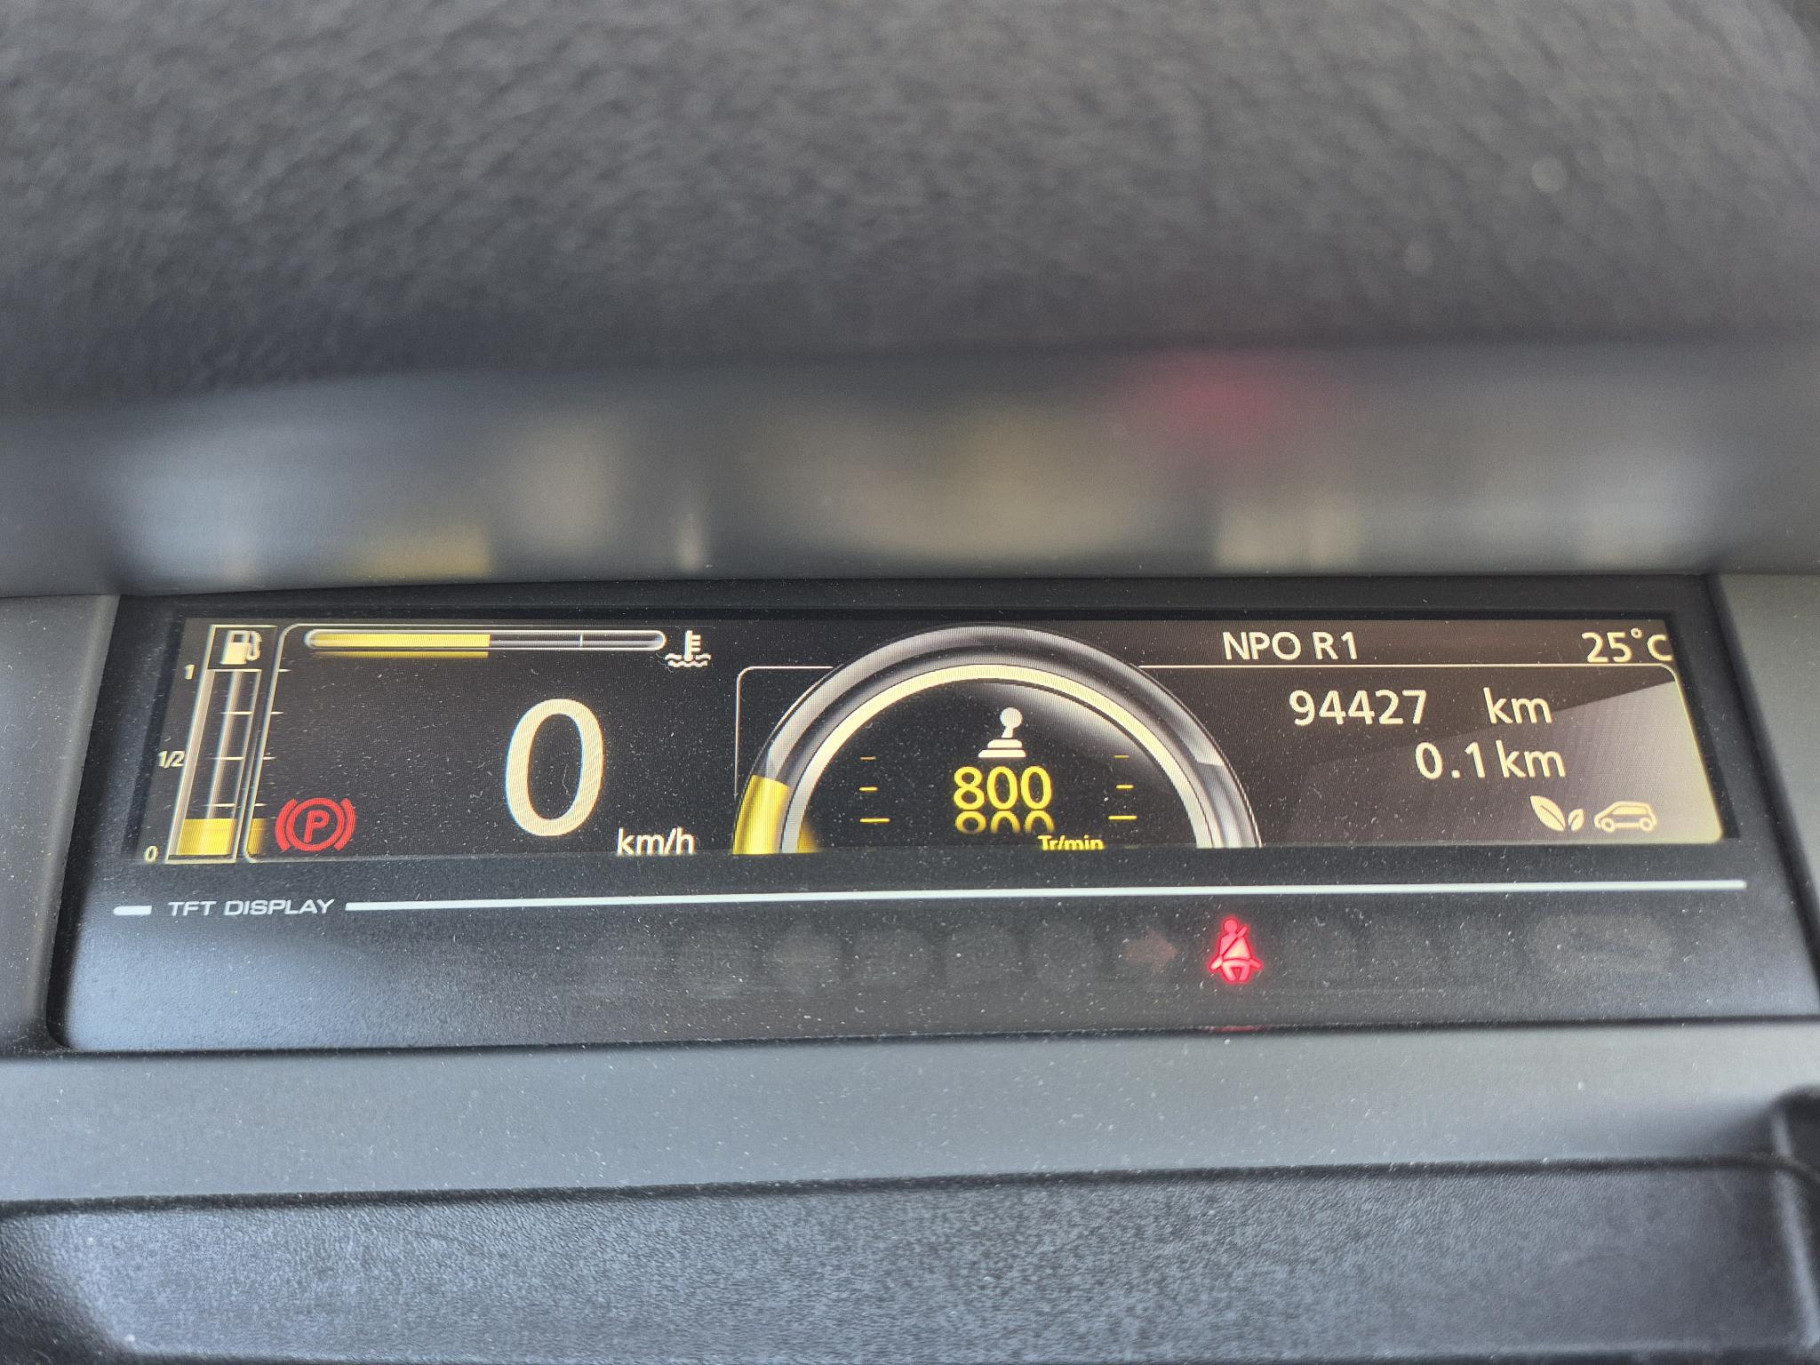 NPO R1 25°C
1
94427 km
1/2
0
800
0.1 km
P
km/h
Tr/min
0
TFT DISPLAY